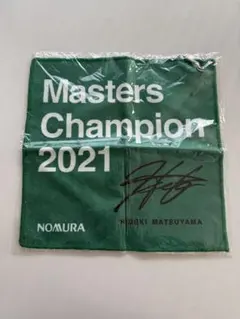 Masters
Champion
2021
NOMURA
HIDEKI MATSUYAMA